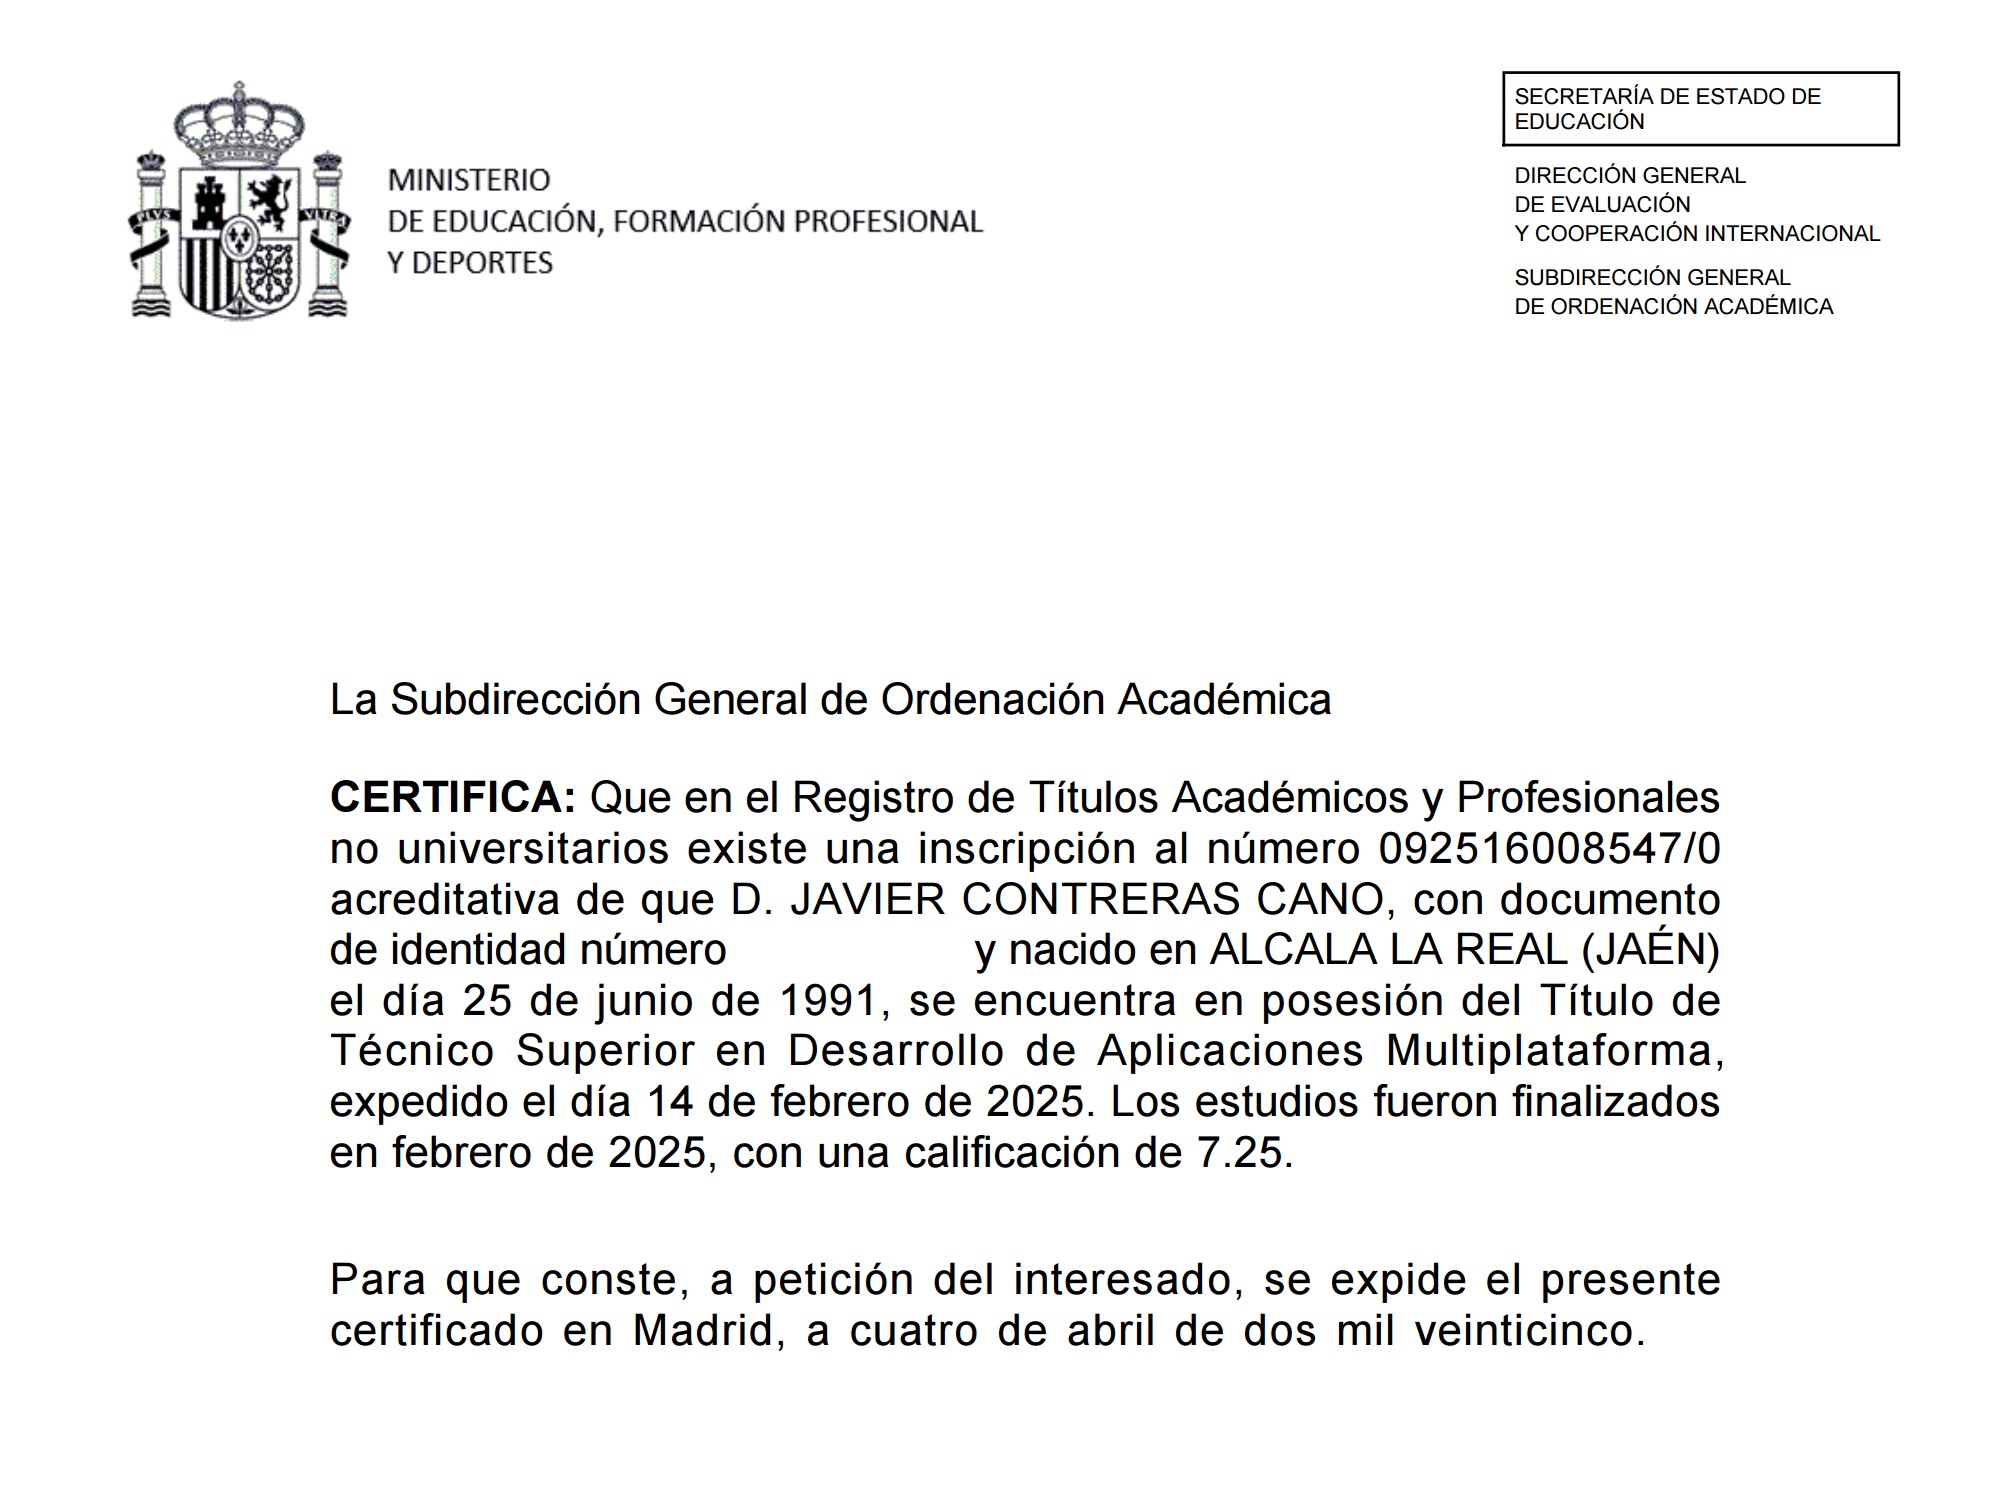 PLVS
VLTRA
MINISTERIO
DE EDUCACIÓN, FORMACIÓN PROFESIONAL
Y DEPORTES
SECRETARÍA DE ESTADO DE
EDUCACIÓN
DIRECCIÓN GENERAL
DE EVALUACIÓN
Y COOPERACIÓN INTERNACIONAL
SUBDIRECCIÓN GENERAL
DE ORDENACIÓN ACADÉMICA
La Subdirección General de Ordenación Académica
CERTIFICA: Que en el Registro de Títulos Académicos y Profesionales
no universitarios existe una inscripción al número 092516008547/0
acreditativa de que D. JAVIER CONTRERAS CANO, con documento
de identidad número y nacido en ALCALA LA REAL (JAÉN)
el día 25 de junio de 1991, se encuentra en posesión del Título de
Técnico Superior en Desarrollo de Aplicaciones Multiplataforma,
expedido el día 14 de febrero de 2025. Los estudios fueron finalizados
en febrero de 2025, con una calificación de 7.25.
Para que conste, a petición del interesado, se expide el presente
certificado en Madrid, a cuatro de abril de dos mil veinticinco.